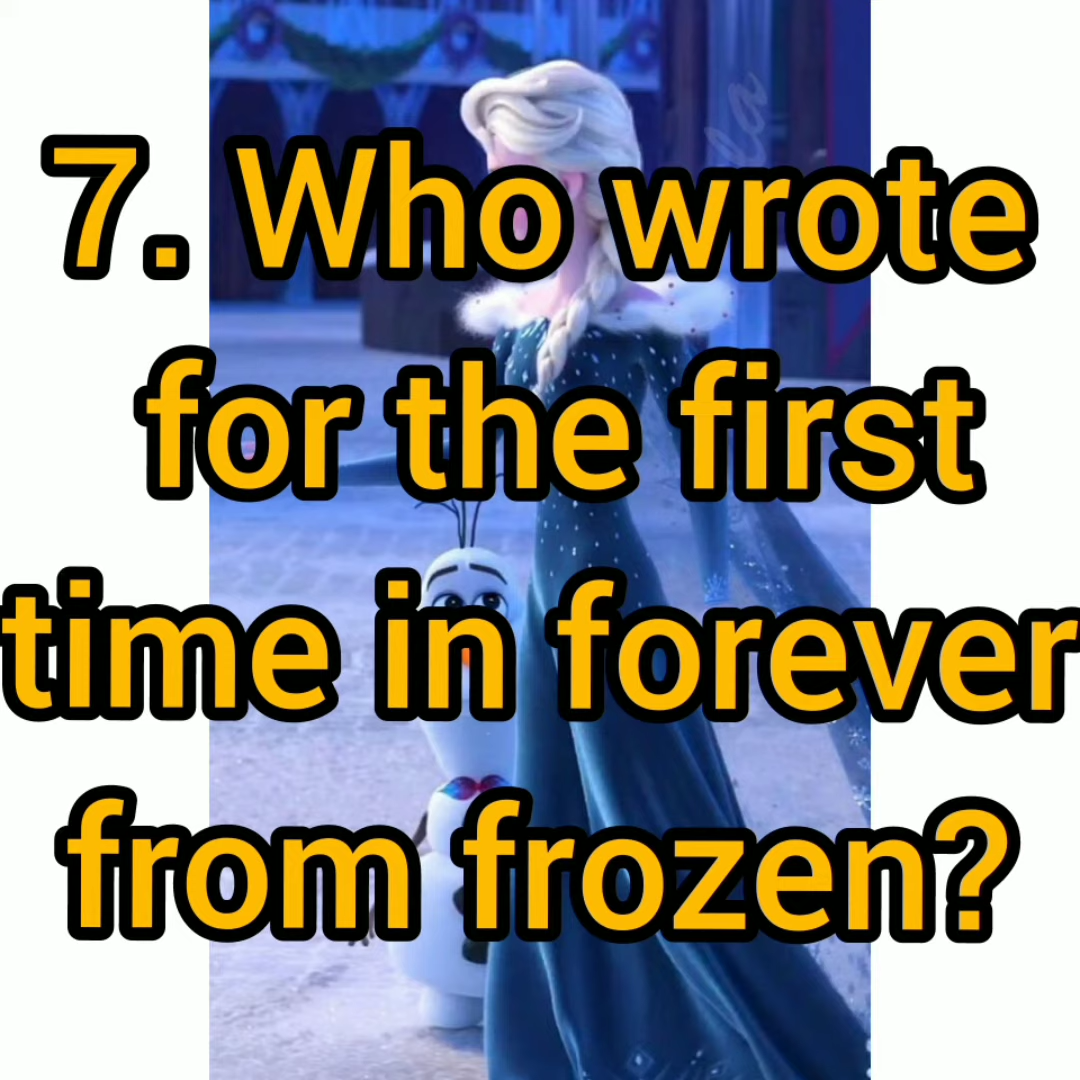 7. Who wrote
for the first
time in forever
from frozen?